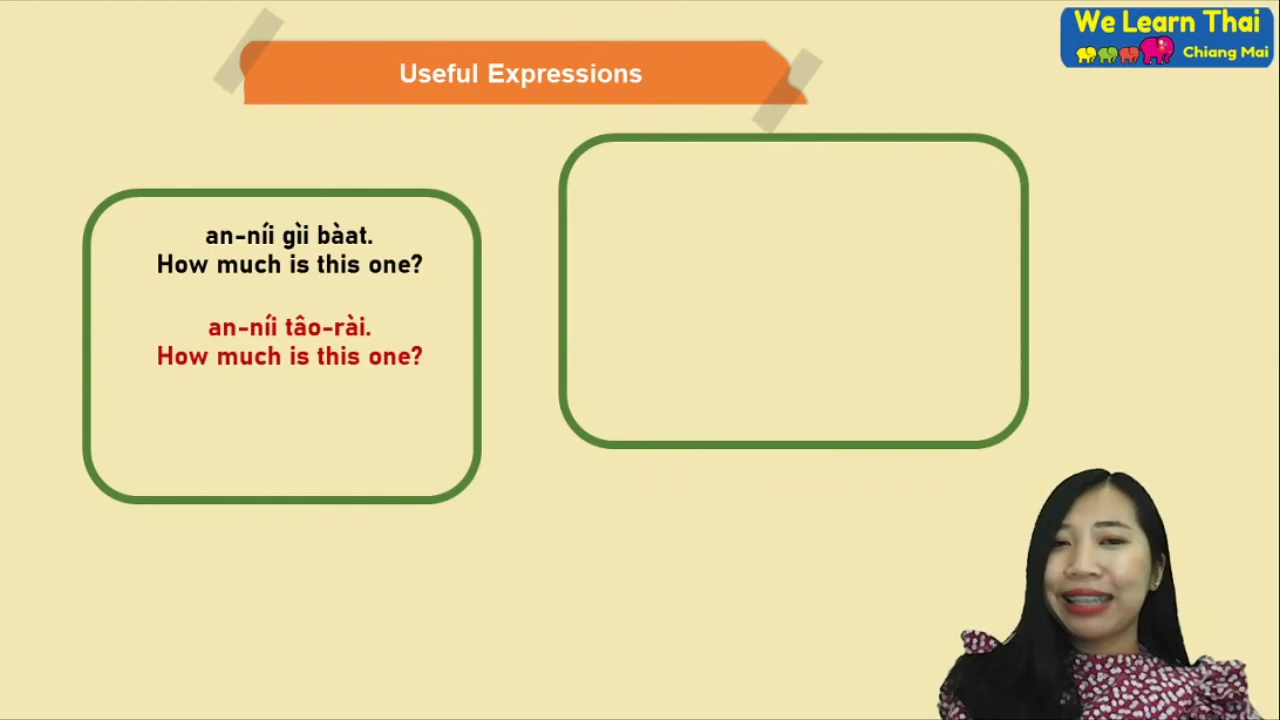 We Learn Thai
Chiang Mai
Useful Expressions
an-níi gìi bàat.
How much is this one?
an-níi tâo-rài.
How much is this one?